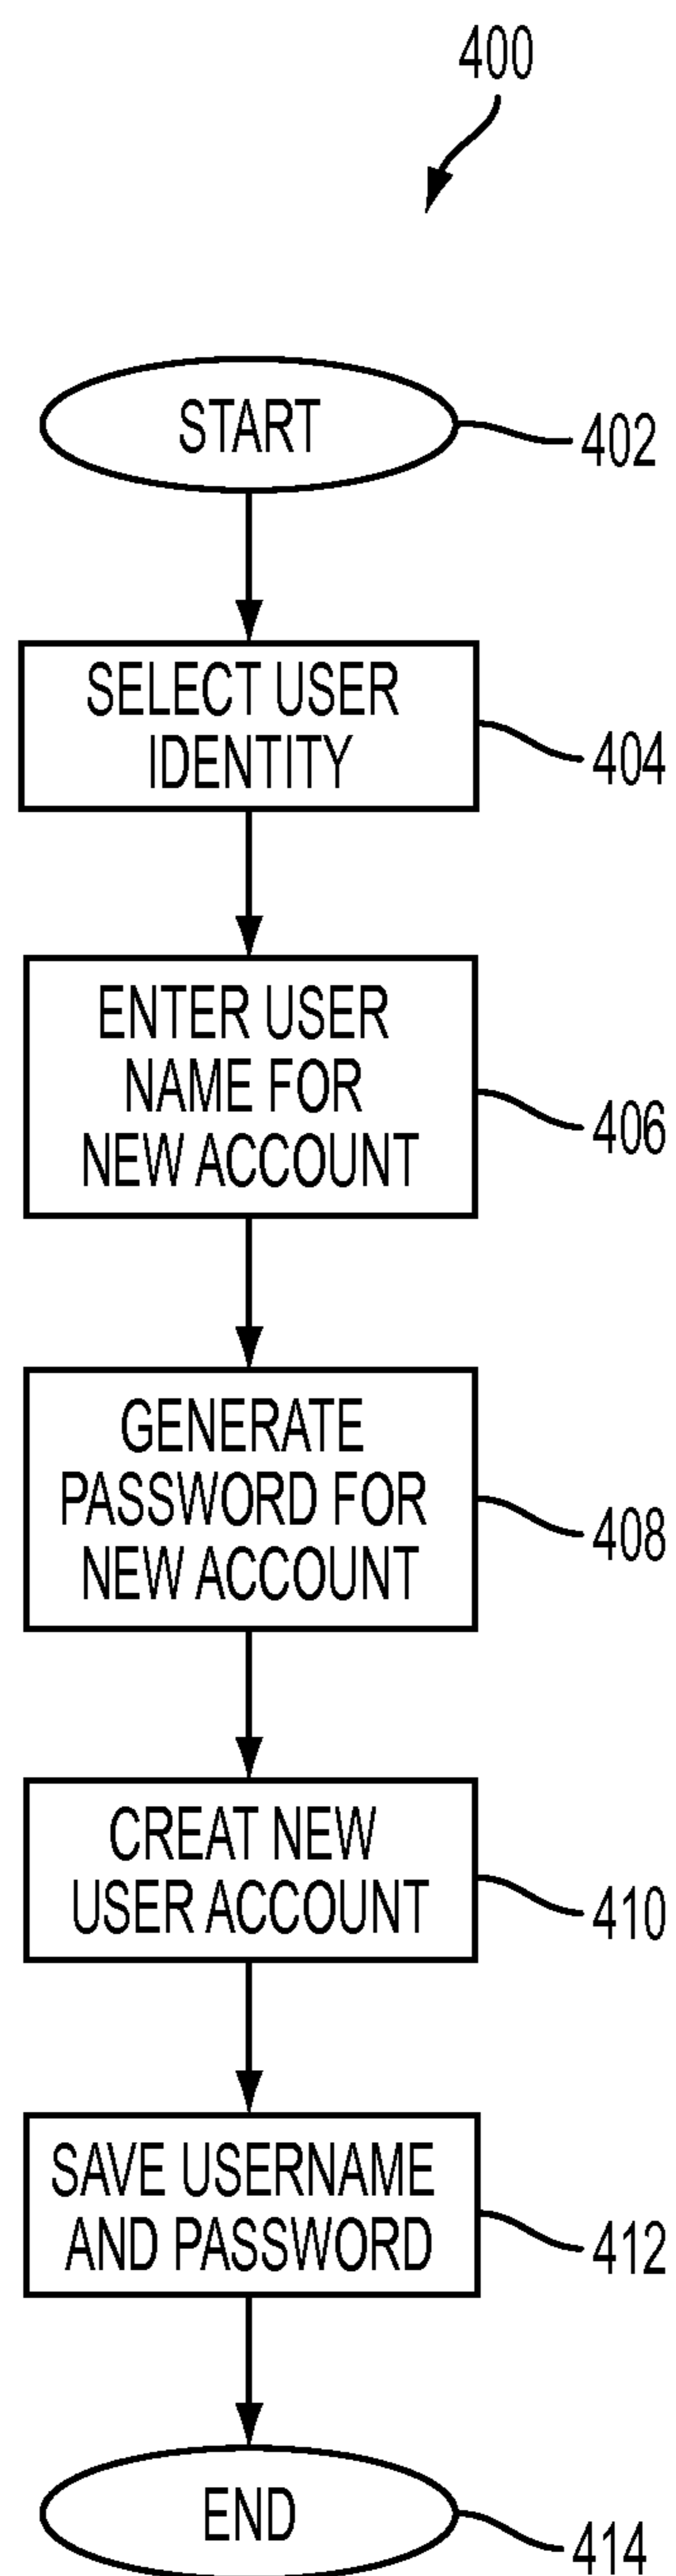 400
START
402
SELECT USER
IDENTITY
404
ENTER USER
NAME FOR
NEW ACCOUNT
406
GENERATE
PASSWORD FOR
NEW ACCOUNT
408
CREAT NEW
USER ACCOUNT
410
SAVE USERNAME
AND PASSWORD
412
END
414